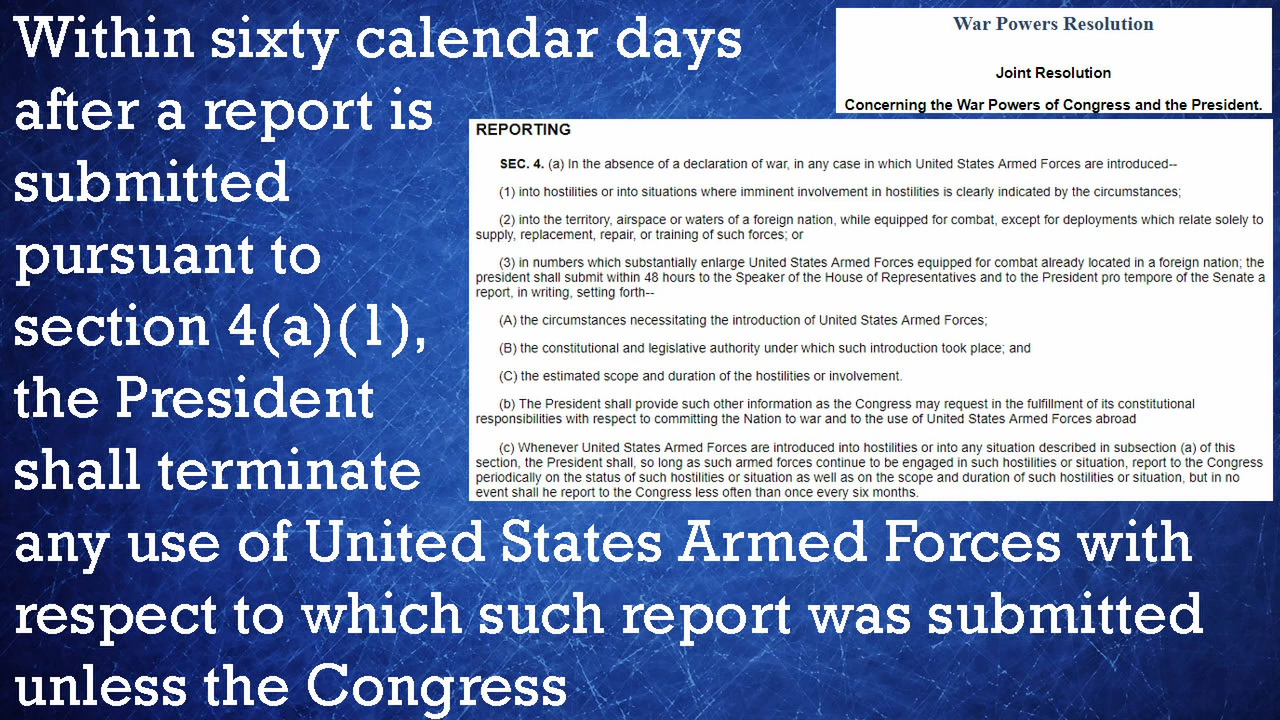 Within sixty calendar days
after a report is
submitted
pursuant to
section 4(a)(1),
the President
shall terminate
any use of United States Armed Forces with
respect to which such report was submitted
unless the Congress
War Powers Resolution
Joint Resolution
Concerning the War Powers of Congress and the President.
REPORTING
SEC. 4. (a) In the absence of a declaration of war, in any case in which United States Armed Forces are introduced--
(1) into hostilities or into situations where imminent involvement in hostilities is clearly indicated by the circumstances;
(2) into the territory, airspace or waters of a foreign nation, while equipped for combat, except for deployments which relate solely to
supply, replacement, repair, or training of such forces; or
(3) in numbers which substantially enlarge United States Armed Forces equipped for combat already located in a foreign nation; the
president shall submit within 48 hours to the Speaker of the House of Representatives and to the President pro tempore of the Senate a
report, in writing, setting forth--
(A) the circumstances necessitating the introduction of United States Armed Forces;
(B) the constitutional and legislative authority under which such introduction took place; and
(C) the estimated scope and duration of the hostilities or involvement.
(b) The President shall provide such other information as the Congress may request in the fulfillment of its constitutional
responsibilities with respect to committing the Nation to war and to the use of United States Armed Forces abroad
(c) Whenever United States Armed Forces are introduced into hostilities or into any situation described in subsection (a) of this
section, the President shall, so long as such armed forces continue to be engaged in such hostilities or situation, report to the Congress
periodically on the status of such hostilities or situation as well as on the scope and duration of such hostilities or situation, but in no
event shall he report to the Congress less often than once every six months.